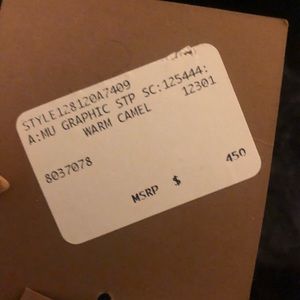 STYLE128120A7409
A:MU GRAPHIC STP SC:125444:
WARM CAMEL 12301
8037078 450
MSRP $